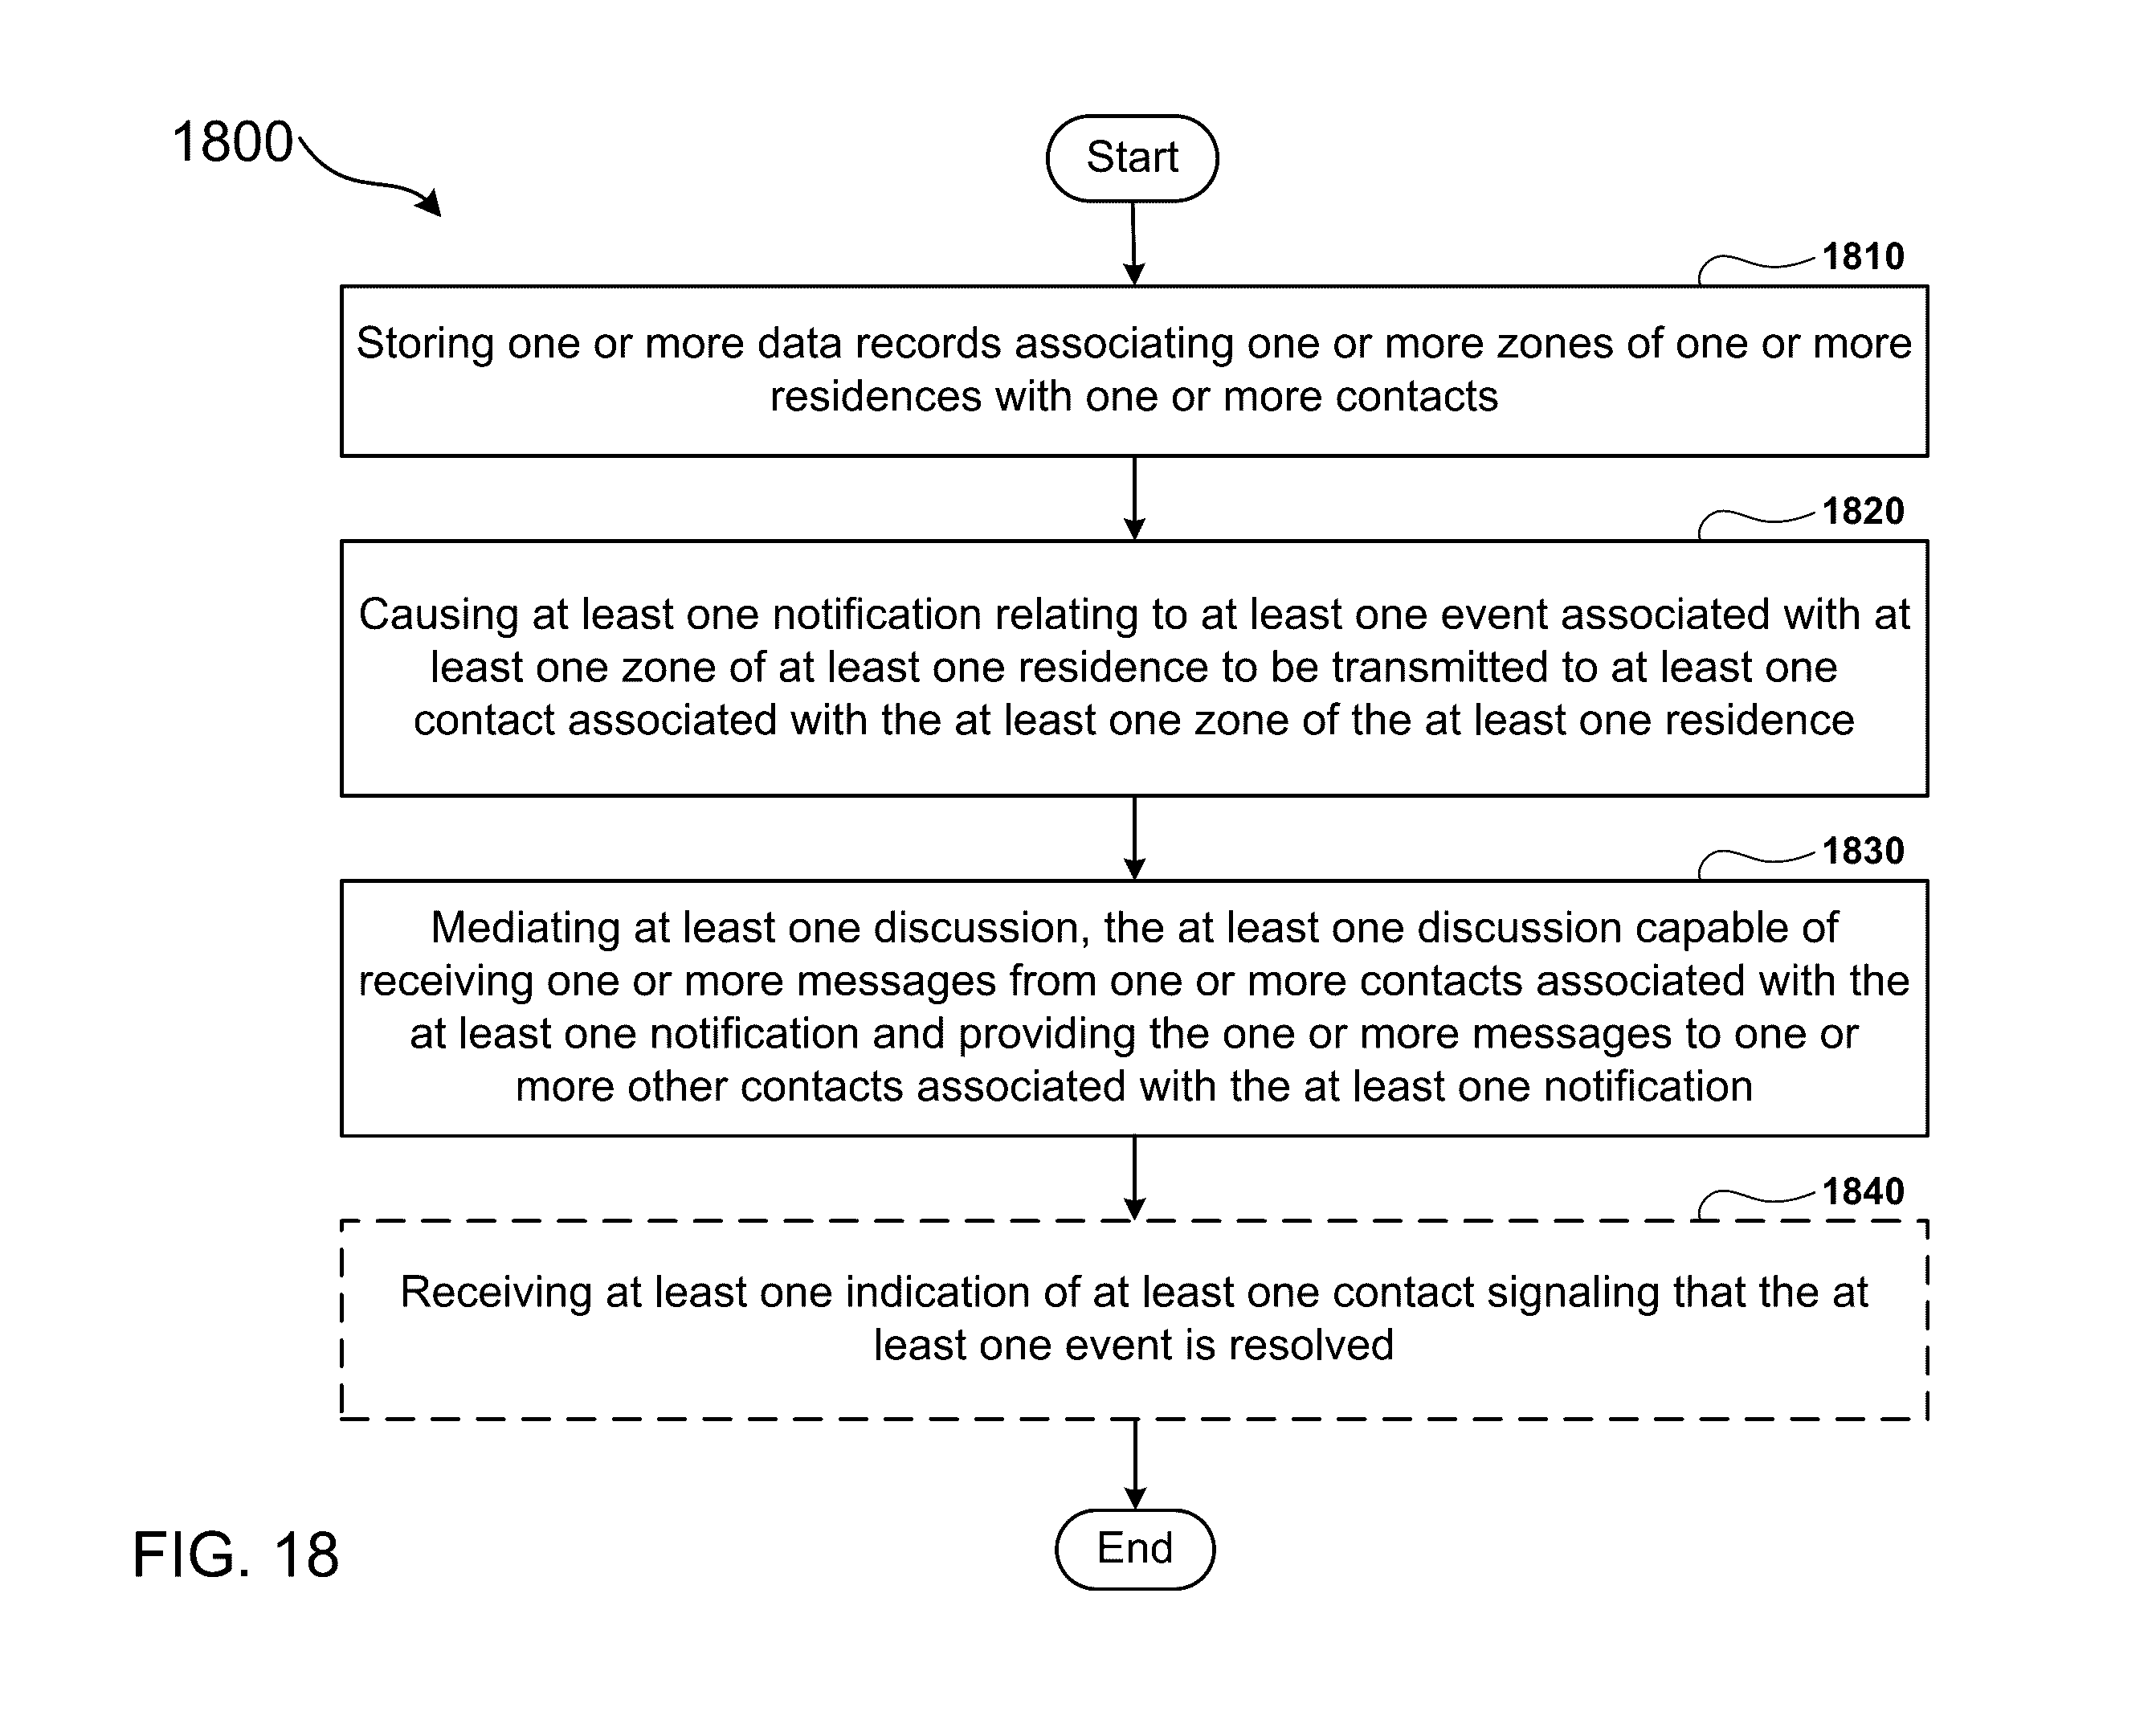 1800
Start
1810
Storing one or more data records associating one or more zones of one or more
residences with one or more contacts
1820
Causing at least one notification relating to at least one event associated with at
least one zone of at least one residence to be transmitted to at least one
contact associated with the at least one zone of the at least one residence
1830
Mediating at least one discussion, the at least one discussion capable of
receiving one or more messages from one or more contacts associated with the
at least one notification and providing the one or more messages to one or
more other contacts associated with the at least one notification
1840
Receiving at least one indication of at least one contact signaling that the at
least one event is resolved
End
FIG. 18